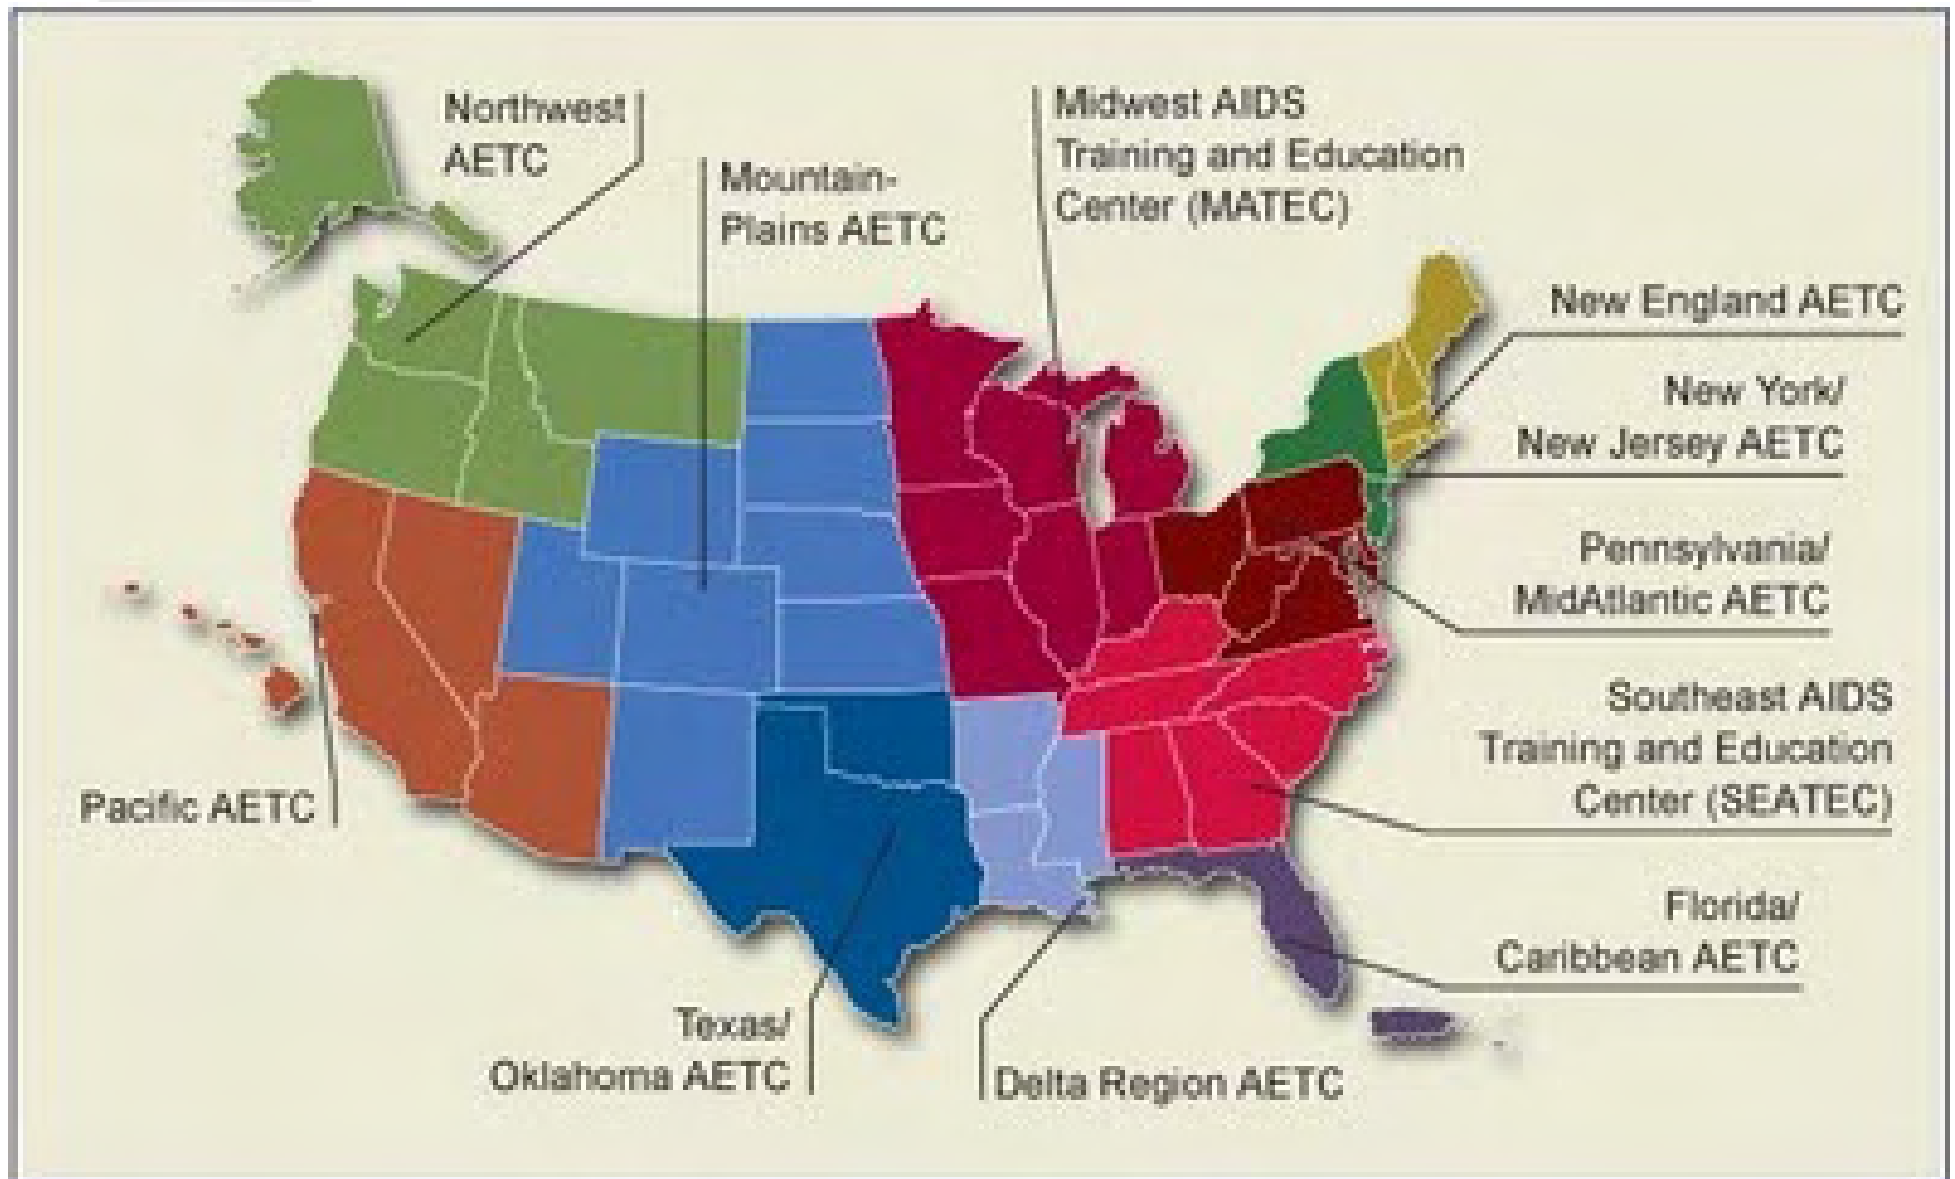 Northwest
AETC
Mountain-
Plains AETC
Midwest AIDS
Training and Education
Center (MATEC)
New England AETC
New York/
New Jersey AETC
Pennsylvania/
MidAtlantic AETC
Southeast AIDS
Training and Education
Center (SEATEC)
Pacific AETC
Florida/
Caribbean AETC
Texas/
Oklahoma AETC
Delta Region AETC